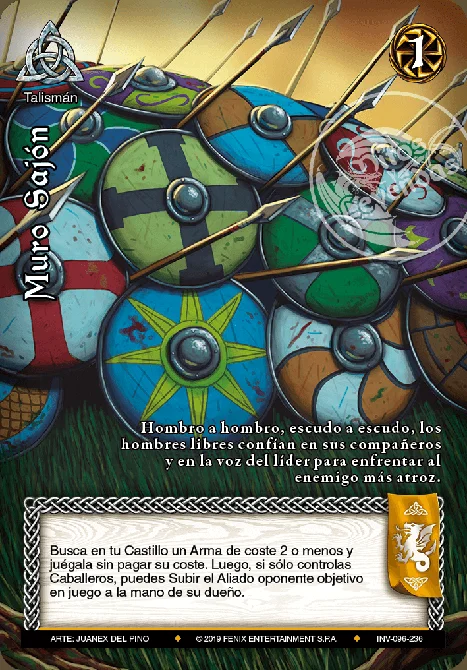 1
Talismán
Muro Sajón
Hombro a hombro, escudo a escudo, los
hombres libres confían en sus compañeros
y en la voz del líder para enfrentar al
enemigo más atroz.
Busca en tu Castillo un Arma de coste 2 o menos y
juégala sin pagar su coste. Luego, si sólo controlas
Caballeros, puedes Subir el Aliado oponente objetivo
en juego a la mano de su dueño.
ARTE: JUANEX DEL PINO ♦ © 2019 FENIX ENTERTAINMENT S.P.A. ♦ INV-096-236